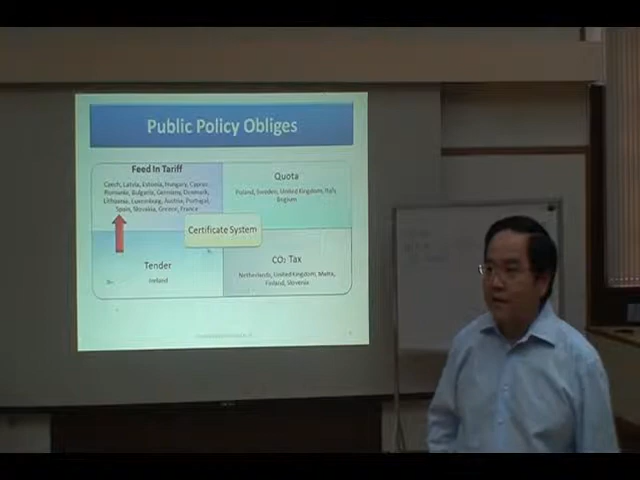 Public Policy Obliges
Feed In Tariff
Czech, Latvia, Estonia, Hungary, Cyprus,
Romania, Bulgaria, Germany, Denmark,
Lithuania, Luxemburg, Austria, Portugal,
Spain, Slovakia, Greece, France
Quota
Poland, Sweden, United Kingdom, Italy,
Belgium
Certificate System
Tender
Ireland
CO₂ Tax
Netherlands, United Kingdom, Malta,
Finland, Slovenia